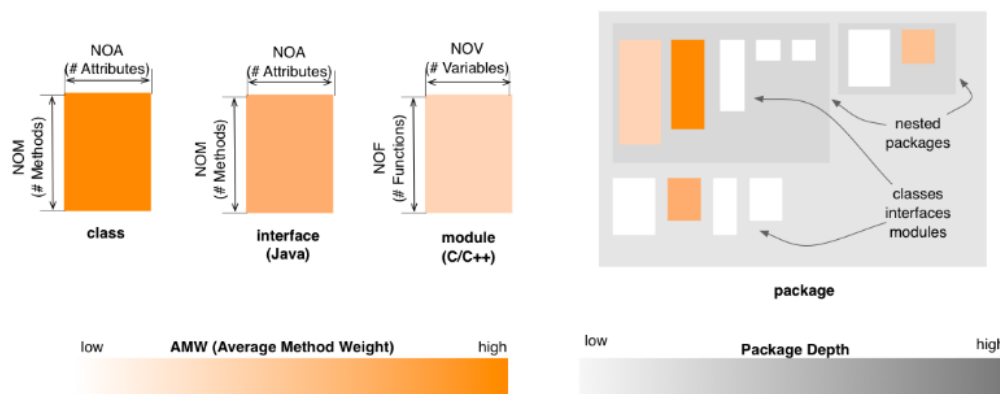 NOA
(# Attributes)
NOM
(# Methods)
class
NOA
(# Attributes)
NOM
(# Methods)
interface
(Java)
NOV
(# Variables)
NOF
(# Functions)
module
(C/C++)
nested
packages
classes
interfaces
modules
package
low
AMW (Average Method Weight)
high
low
Package Depth
high